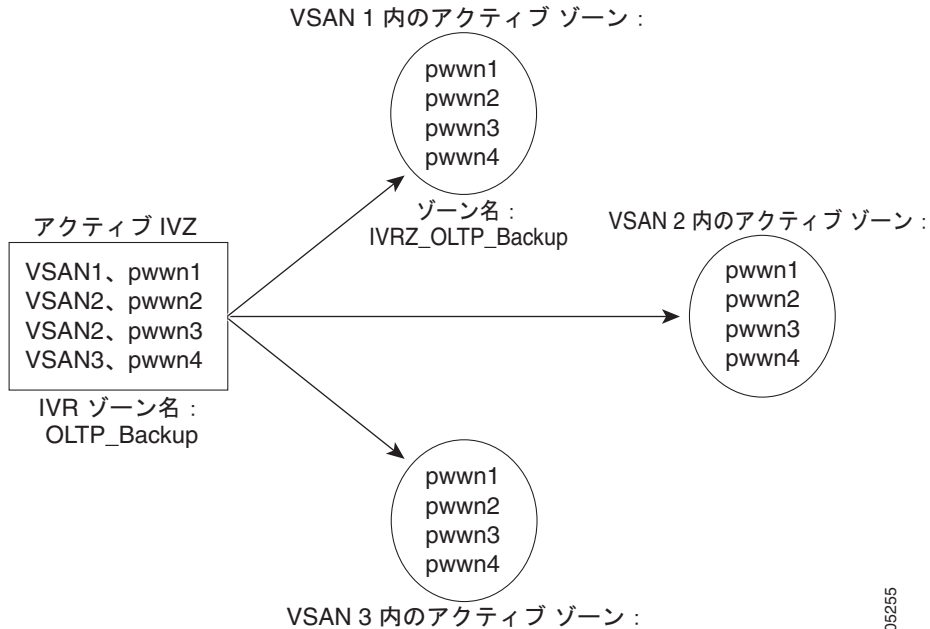 VSAN 1 内のアクティブ ゾーン：
pwwn1
pwwn2
pwwn3
pwwn4
ゾーン名：
IVRZ_OLTP_Backup
アクティブ IVZ
VSAN1、pwwn1
VSAN2、pwwn2
VSAN2、pwwn3
VSAN3、pwwn4
IVR ゾーン名：
OLTP_Backup
VSAN 2 内のアクティブ ゾーン：
pwwn1
pwwn2
pwwn3
pwwn4
pwwn1
pwwn2
pwwn3
pwwn4
VSAN 3 内のアクティブ ゾーン：
05255